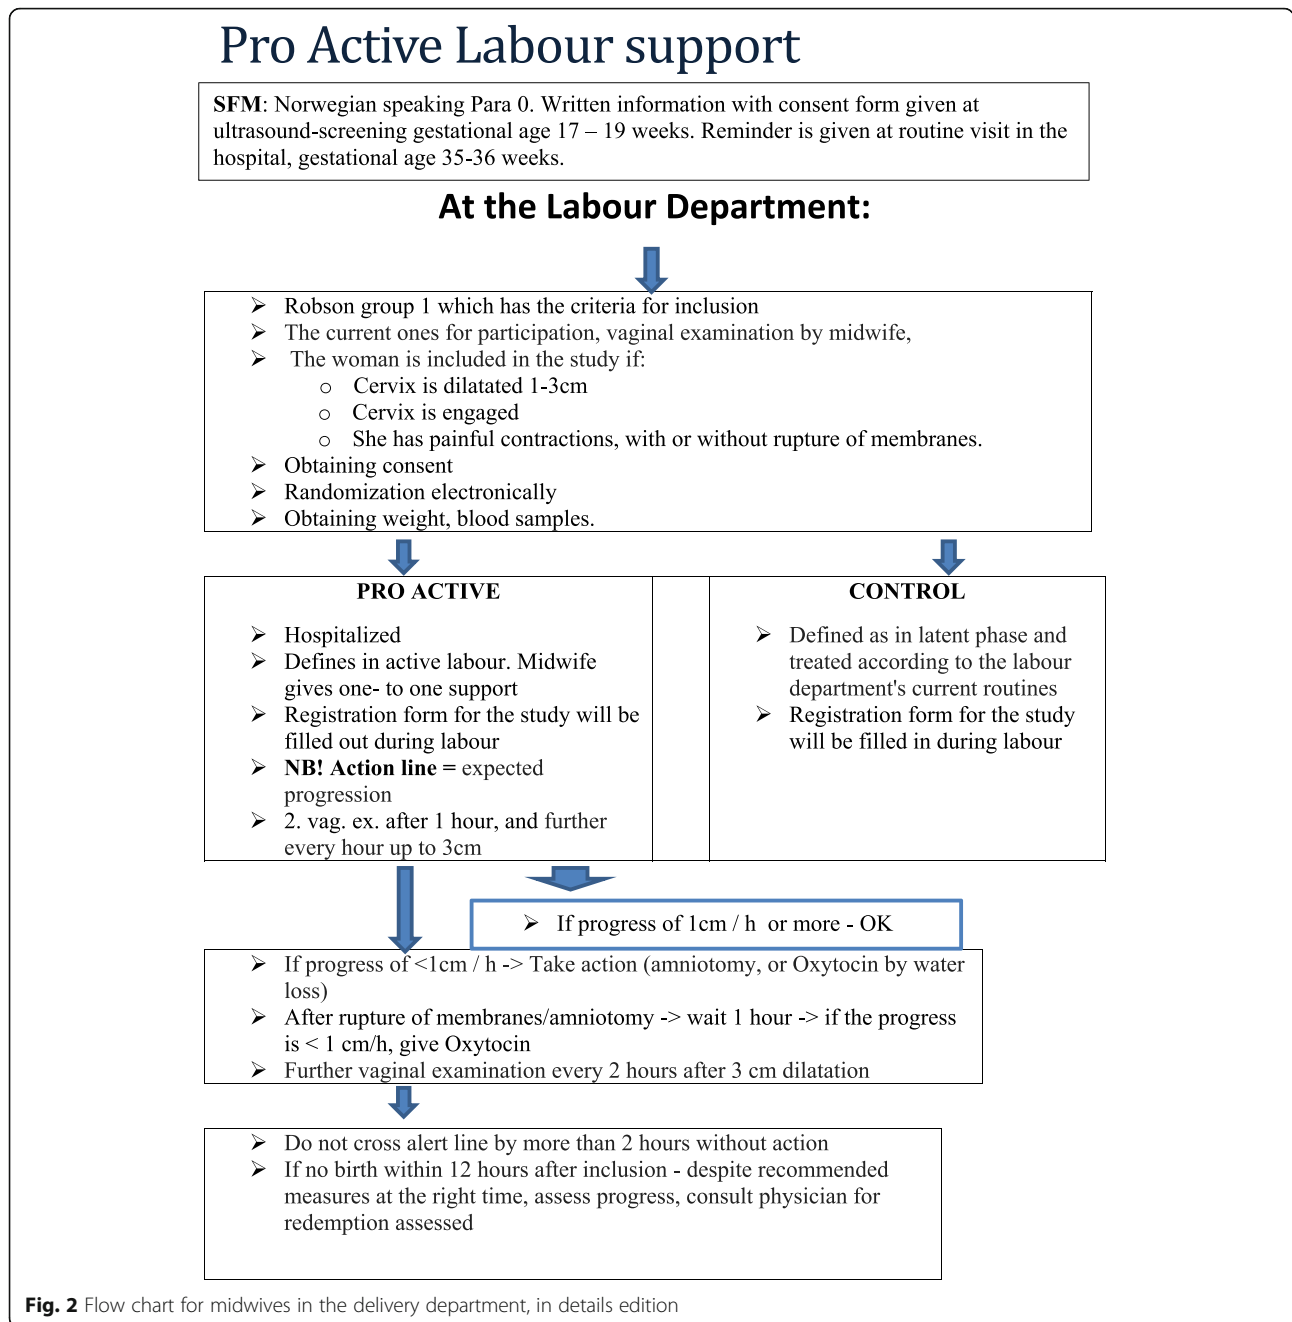 Pro Active Labour support
SFM: Norwegian speaking Para 0. Written information with consent form given at
ultrasound-screening gestational age 17 – 19 weeks. Reminder is given at routine visit in the
hospital, gestational age 35-36 weeks.
At the Labour Department:
➢ Robson group 1 which has the criteria for inclusion
➢ The current ones for participation, vaginal examination by midwife,
➢ The woman is included in the study if:
o Cervix is dilatated 1-3cm
o Cervix is engaged
o She has painful contractions, with or without rupture of membranes.
➢ Obtaining consent
➢ Randomization electronically
➢ Obtaining weight, blood samples.
PRO ACTIVE
➢ Hospitalized
➢ Defines in active labour. Midwife
gives one- to one support
➢ Registration form for the study will be
filled out during labour
➢ NB! Action line = expected
progression
➢ 2. vag. ex. after 1 hour, and further
every hour up to 3cm
CONTROL
➢ Defined as in latent phase and
treated according to the labour
department's current routines
➢ Registration form for the study
will be filled in during labour
➢ If progress of 1cm / h or more - OK
➢ If progress of <1cm / h -> Take action (amniotomy, or Oxytocin by water
loss)
➢ After rupture of membranes/amniotomy -> wait 1 hour -> if the progress
is < 1 cm/h, give Oxytocin
➢ Further vaginal examination every 2 hours after 3 cm dilatation
➢ Do not cross alert line by more than 2 hours without action
➢ If no birth within 12 hours after inclusion - despite recommended
measures at the right time, assess progress, consult physician for
redemption assessed
Fig. 2 Flow chart for midwives in the delivery department, in details edition